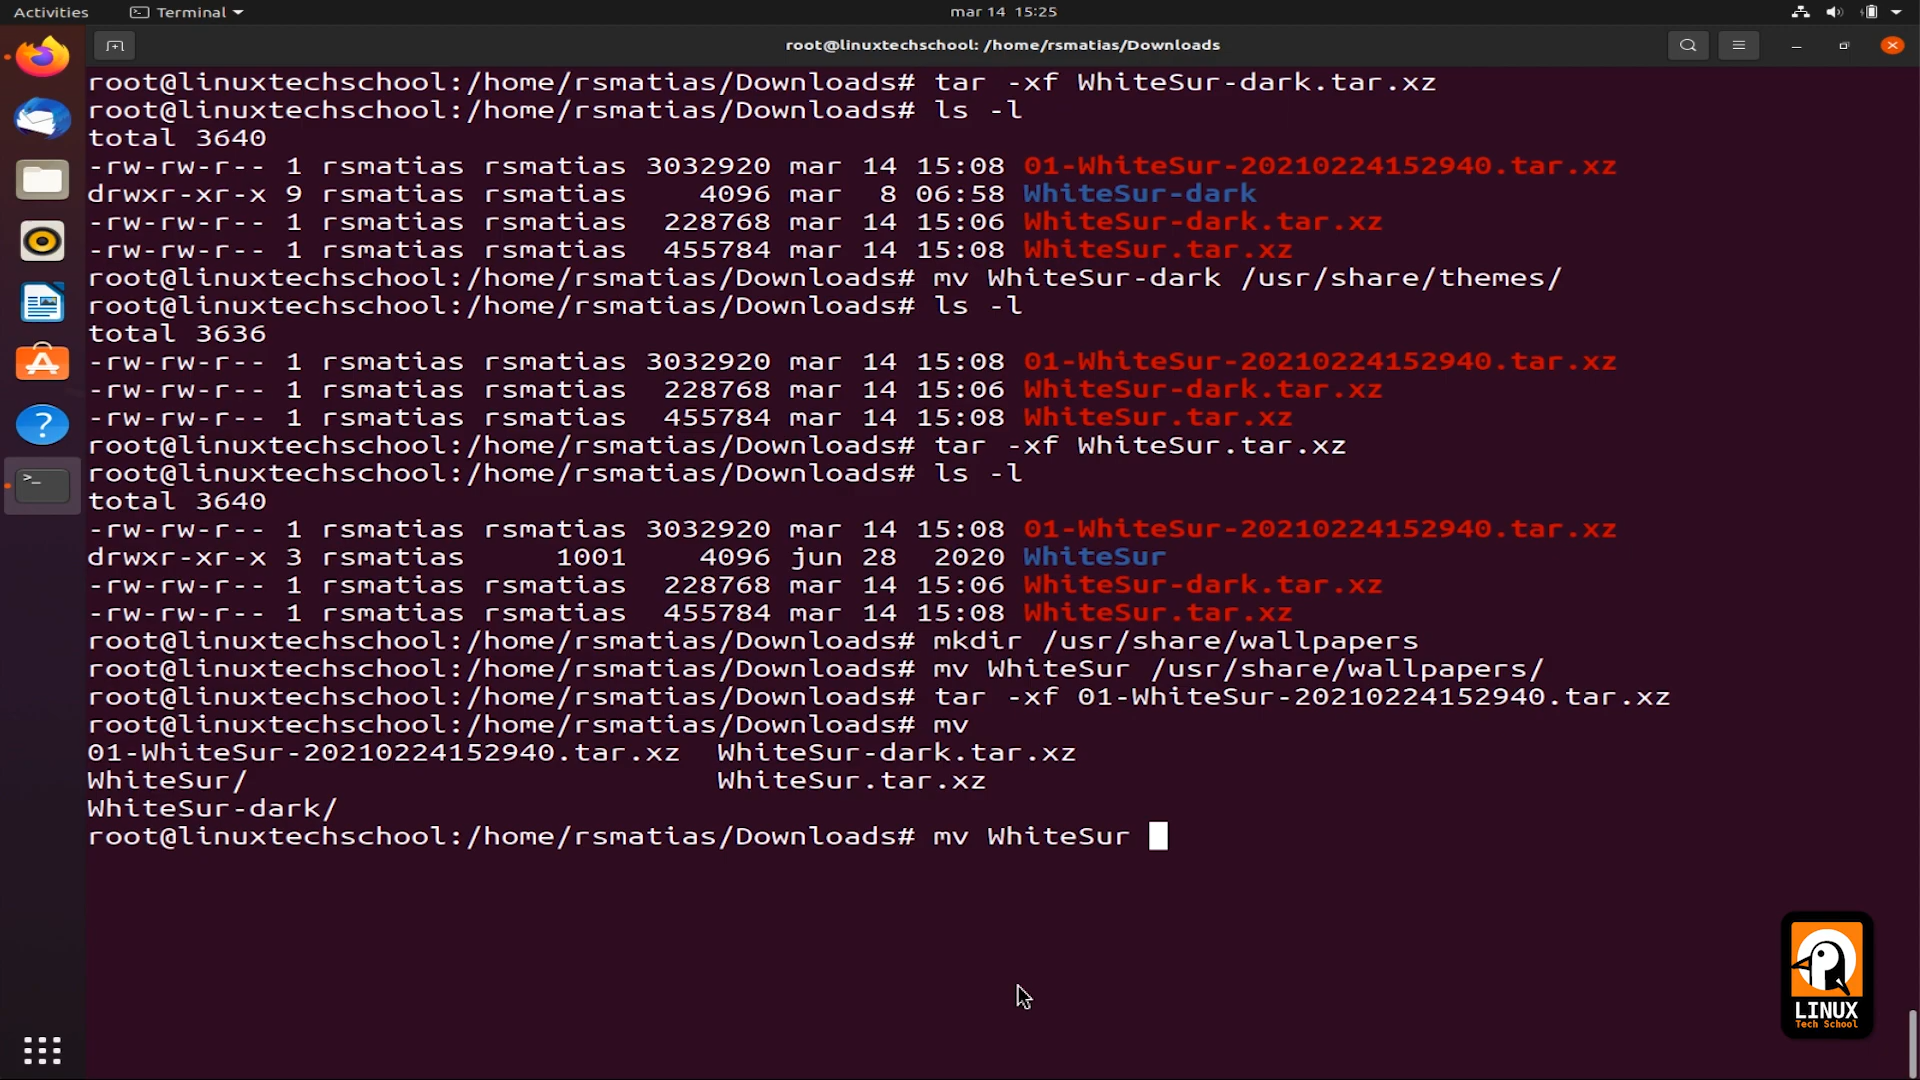 Activities Terminal mar 14 15:25
root@linuxtechschool: /home/rsmatias/Downloads
root@linuxtechschool:/home/rsmatias/Downloads# tar -xf WhiteSur-dark.tar.xz
root@linuxtechschool:/home/rsmatias/Downloads# ls -l
total 3640
-rw-rw-r-- 1 rsmatias rsmatias 3032920 mar 14 15:08 01-WhiteSur-20210224152940.tar.xz
drwxr-xr-x 9 rsmatias rsmatias    4096 mar  8 06:58 WhiteSur-dark
-rw-rw-r-- 1 rsmatias rsmatias  228768 mar 14 15:06 WhiteSur-dark.tar.xz
-rw-rw-r-- 1 rsmatias rsmatias  455784 mar 14 15:08 WhiteSur.tar.xz
root@linuxtechschool:/home/rsmatias/Downloads# mv WhiteSur-dark /usr/share/themes/
root@linuxtechschool:/home/rsmatias/Downloads# ls -l
total 3636
-rw-rw-r-- 1 rsmatias rsmatias 3032920 mar 14 15:08 01-WhiteSur-20210224152940.tar.xz
-rw-rw-r-- 1 rsmatias rsmatias  228768 mar 14 15:06 WhiteSur-dark.tar.xz
-rw-rw-r-- 1 rsmatias rsmatias  455784 mar 14 15:08 WhiteSur.tar.xz
root@linuxtechschool:/home/rsmatias/Downloads# tar -xf WhiteSur.tar.xz
root@linuxtechschool:/home/rsmatias/Downloads# ls -l
total 3640
-rw-rw-r-- 1 rsmatias rsmatias 3032920 mar 14 15:08 01-WhiteSur-20210224152940.tar.xz
drwxr-xr-x 3 rsmatias     1001    4096 jun 28  2020 WhiteSur
-rw-rw-r-- 1 rsmatias rsmatias  228768 mar 14 15:06 WhiteSur-dark.tar.xz
-rw-rw-r-- 1 rsmatias rsmatias  455784 mar 14 15:08 WhiteSur.tar.xz
root@linuxtechschool:/home/rsmatias/Downloads# mkdir /usr/share/wallpapers
root@linuxtechschool:/home/rsmatias/Downloads# mv WhiteSur /usr/share/wallpapers/
root@linuxtechschool:/home/rsmatias/Downloads# tar -xf 01-WhiteSur-20210224152940.tar.xz
root@linuxtechschool:/home/rsmatias/Downloads# mv
01-WhiteSur-20210224152940.tar.xz  WhiteSur-dark.tar.xz
WhiteSur/                          WhiteSur.tar.xz
WhiteSur-dark/
root@linuxtechschool:/home/rsmatias/Downloads# mv WhiteSur
LINUX
Tech School